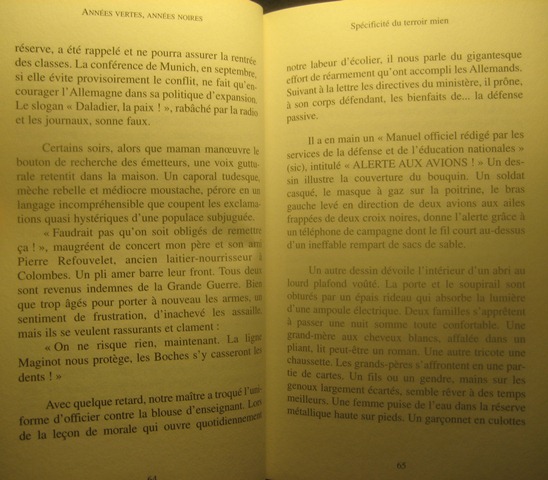 ANNÉES VERTES, ANNÉES NOIRES
réserve, a été rappelé et ne pourra assurer la rentrée
des classes. La conférence de Munich, en septembre,
si elle évite provisoirement le conflit, ne fait qu'en-
courager l'Allemagne dans sa politique d'expansion.
Le slogan « Daladier, la paix ! », rabâché par la radio
et les journaux, sonne faux.
Certains soirs, alors que maman manœuvre le
bouton de recherche des émetteurs, une voix guttu-
rale retentit dans la maison. Un caporal tudesque,
mèche rebelle et médiocre moustache, pérore en un
langage incompréhensible que coupent les exclama-
tions quasi hystériques d'une populace subjuguée.
« Faudrait pas qu'on soit obligés de remettre
ça ! », maugréent de concert mon père et son ami
Pierre Refouvelet, ancien laitier-nourrisseur à
Colombes. Un pli amer barre leur front. Tous deux
sont revenus indemnes de la Grande Guerre. Bien
que trop âgés pour porter à nouveau les armes, un
sentiment de frustration, d'inachevé les assaille,
mais ils se veulent rassurants et clament :
« On ne risque rien, maintenant. La ligne
Maginot nous protège, les Boches s'y casseront les
dents ! »
Avec quelque retard, notre maître a troqué l'uni-
forme d'officier contre la blouse d'enseignant. Lors
de la leçon de morale qui ouvre quotidiennement
64
Spécificité du terroir mien
notre labeur d'écolier, il nous parle du gigantesque
effort de réarmement qu'ont accompli les Allemands.
Suivant à la lettre les directives du ministère, il prône,
à son corps défendant, les bienfaits de... la défense
passive.
Il a en main un « Manuel officiel rédigé par les
services de la défense et de l'éducation nationales »
(sic), intitulé « ALERTE AUX AVIONS ! » Un des-
sin illustre la couverture du bouquin. Un soldat
casqué, le masque à gaz sur la poitrine, le bras
gauche levé en direction de deux avions aux ailes
frappées de deux croix noires, donne l'alerte grâce à
un téléphone de campagne dont le fil court au-dessus
d'un ineffable rempart de sacs de sable.
Un autre dessin dévoile l'intérieur d'un abri au
lourd plafond voûté. La porte et le soupirail sont
obturés par un épais rideau qui absorbe la lumière
d'une ampoule électrique. Deux familles s'apprêtent
à passer une nuit somme toute confortable. Une
grand-mère aux cheveux blancs, affalée dans un
pliant, lit peut-être un roman. Une autre tricote une
chaussette. Les grands-pères s'affrontent en une par-
tie de cartes. Un fils ou un gendre, mains sur les
genoux largement écartés, semble rêver à des temps
meilleurs. Une femme puise de l'eau dans la réserve
métallique haute sur pieds. Un garçonnet en culottes
65